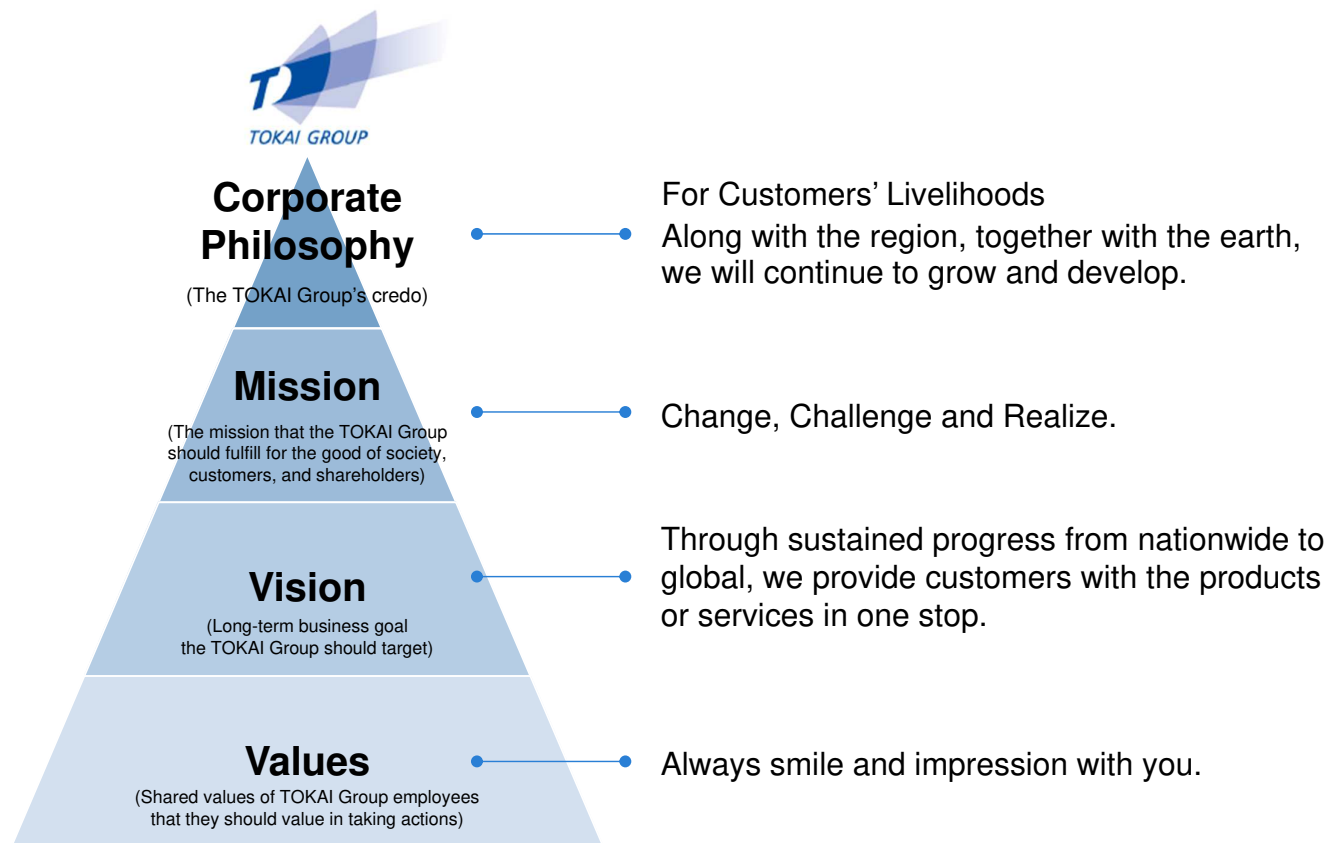 T
TOKAI GROUP
Corporate
Philosophy
(The TOKAI Group's credo)
For Customers' Livelihoods
Along with the region, together with the earth,
we will continue to grow and develop.
Mission
(The mission that the TOKAI Group
should fulfill for the good of society,
customers, and shareholders)
Change, Challenge and Realize.
Vision
(Long-term business goal
the TOKAI Group should target)
Through sustained progress from nationwide to
global, we provide customers with the products
or services in one stop.
Values
(Shared values of TOKAI Group employees
that they should value in taking actions)
Always smile and impression with you.